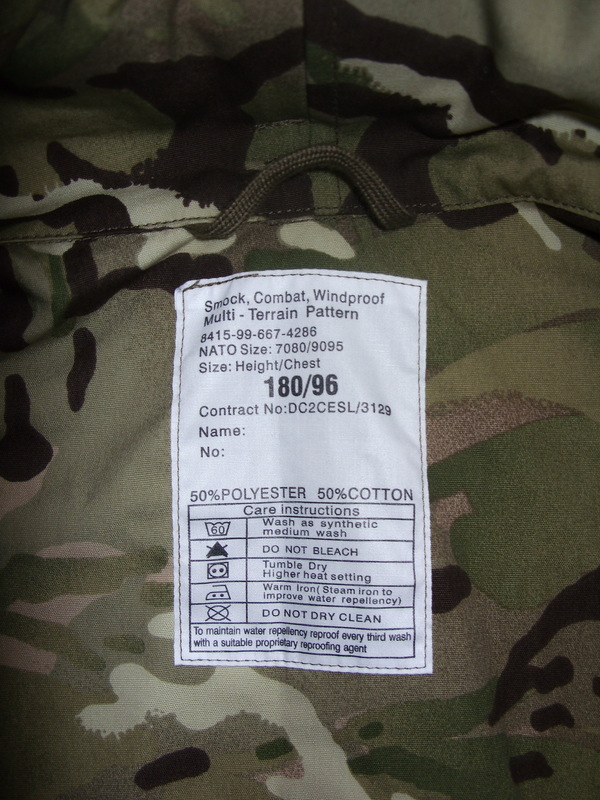 Smock, Combat, Windproof
Multi - Terrain Pattern
8415-99-667-4286
NATO Size: 7080/9095
Size: Height/Chest
180/96
Contract No:DC2CESL/3129
Name:
No:
50%POLYESTER 50%COTTON
Care instructions
60
Wash as synthetic
medium wash
DO NOT BLEACH
Tumble Dry
Higher heat setting
Warm Iron( Steam iron to
improve water repellency)
DO NOT DRY CLEAN
To maintain water repellency reproof every third wash
with a suitable proprietary reproofing agent